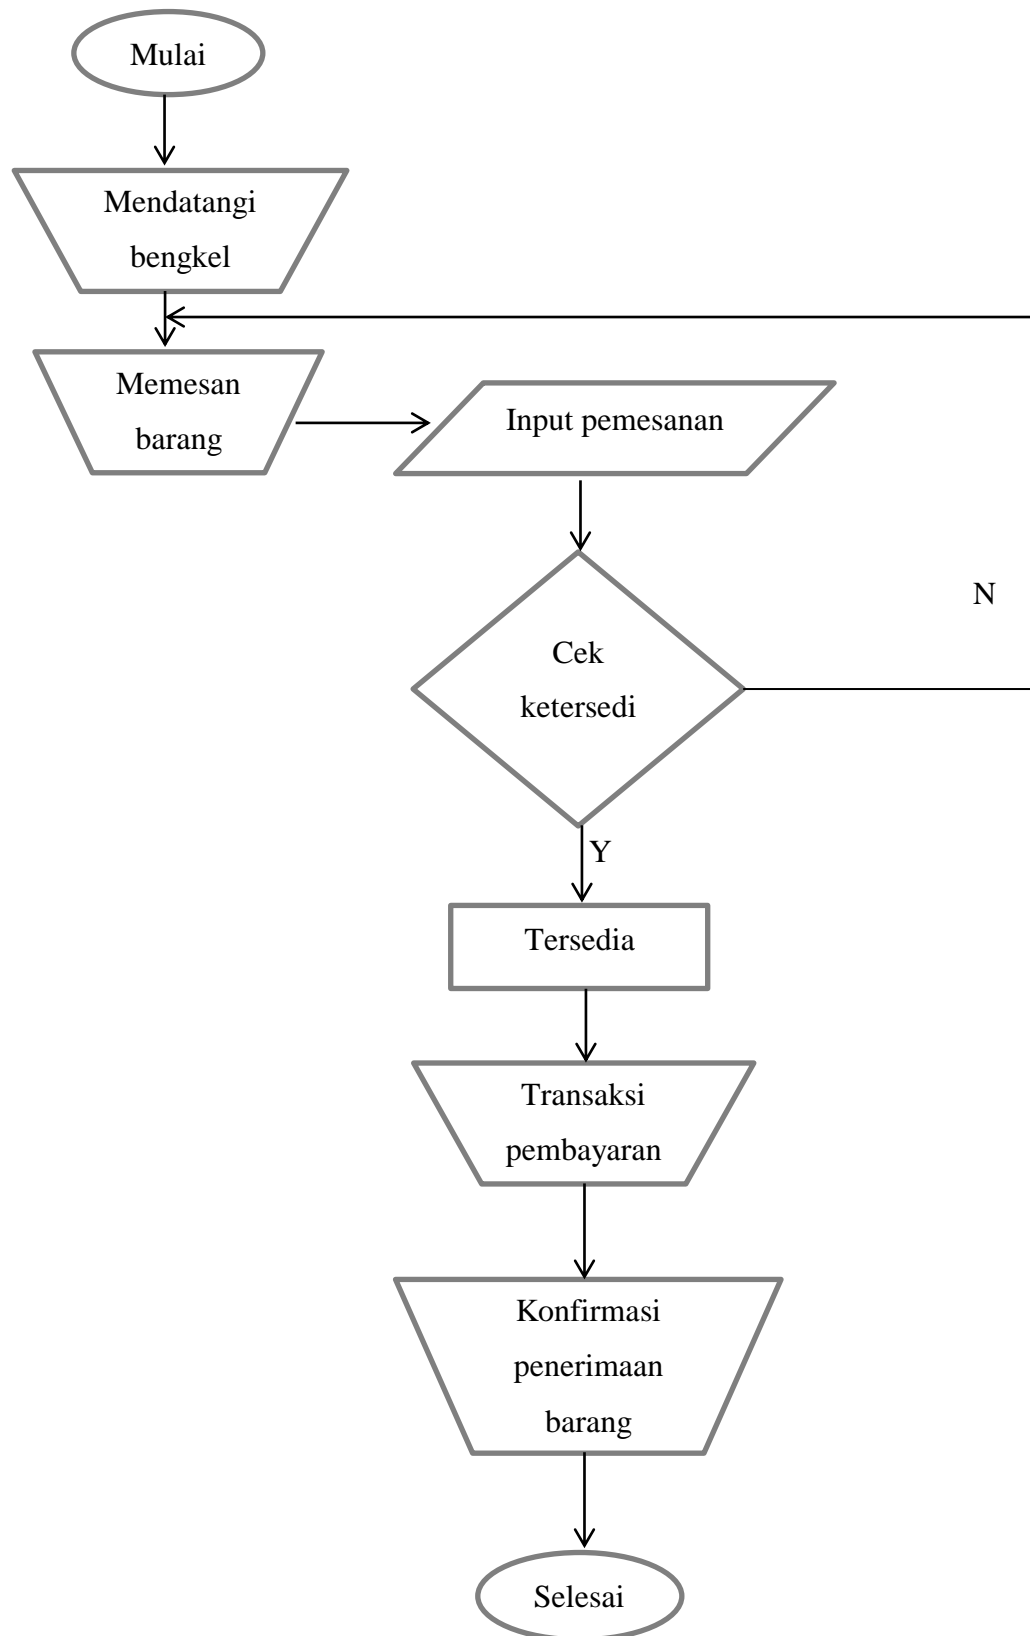 Mulai
Mendatangi
bengkel
Memesan
barang
Input pemesanan
N
Cek
ketersedi
Y
Tersedia
Transaksi
pembayaran
Konfirmasi
penerimaan
barang
Selesai